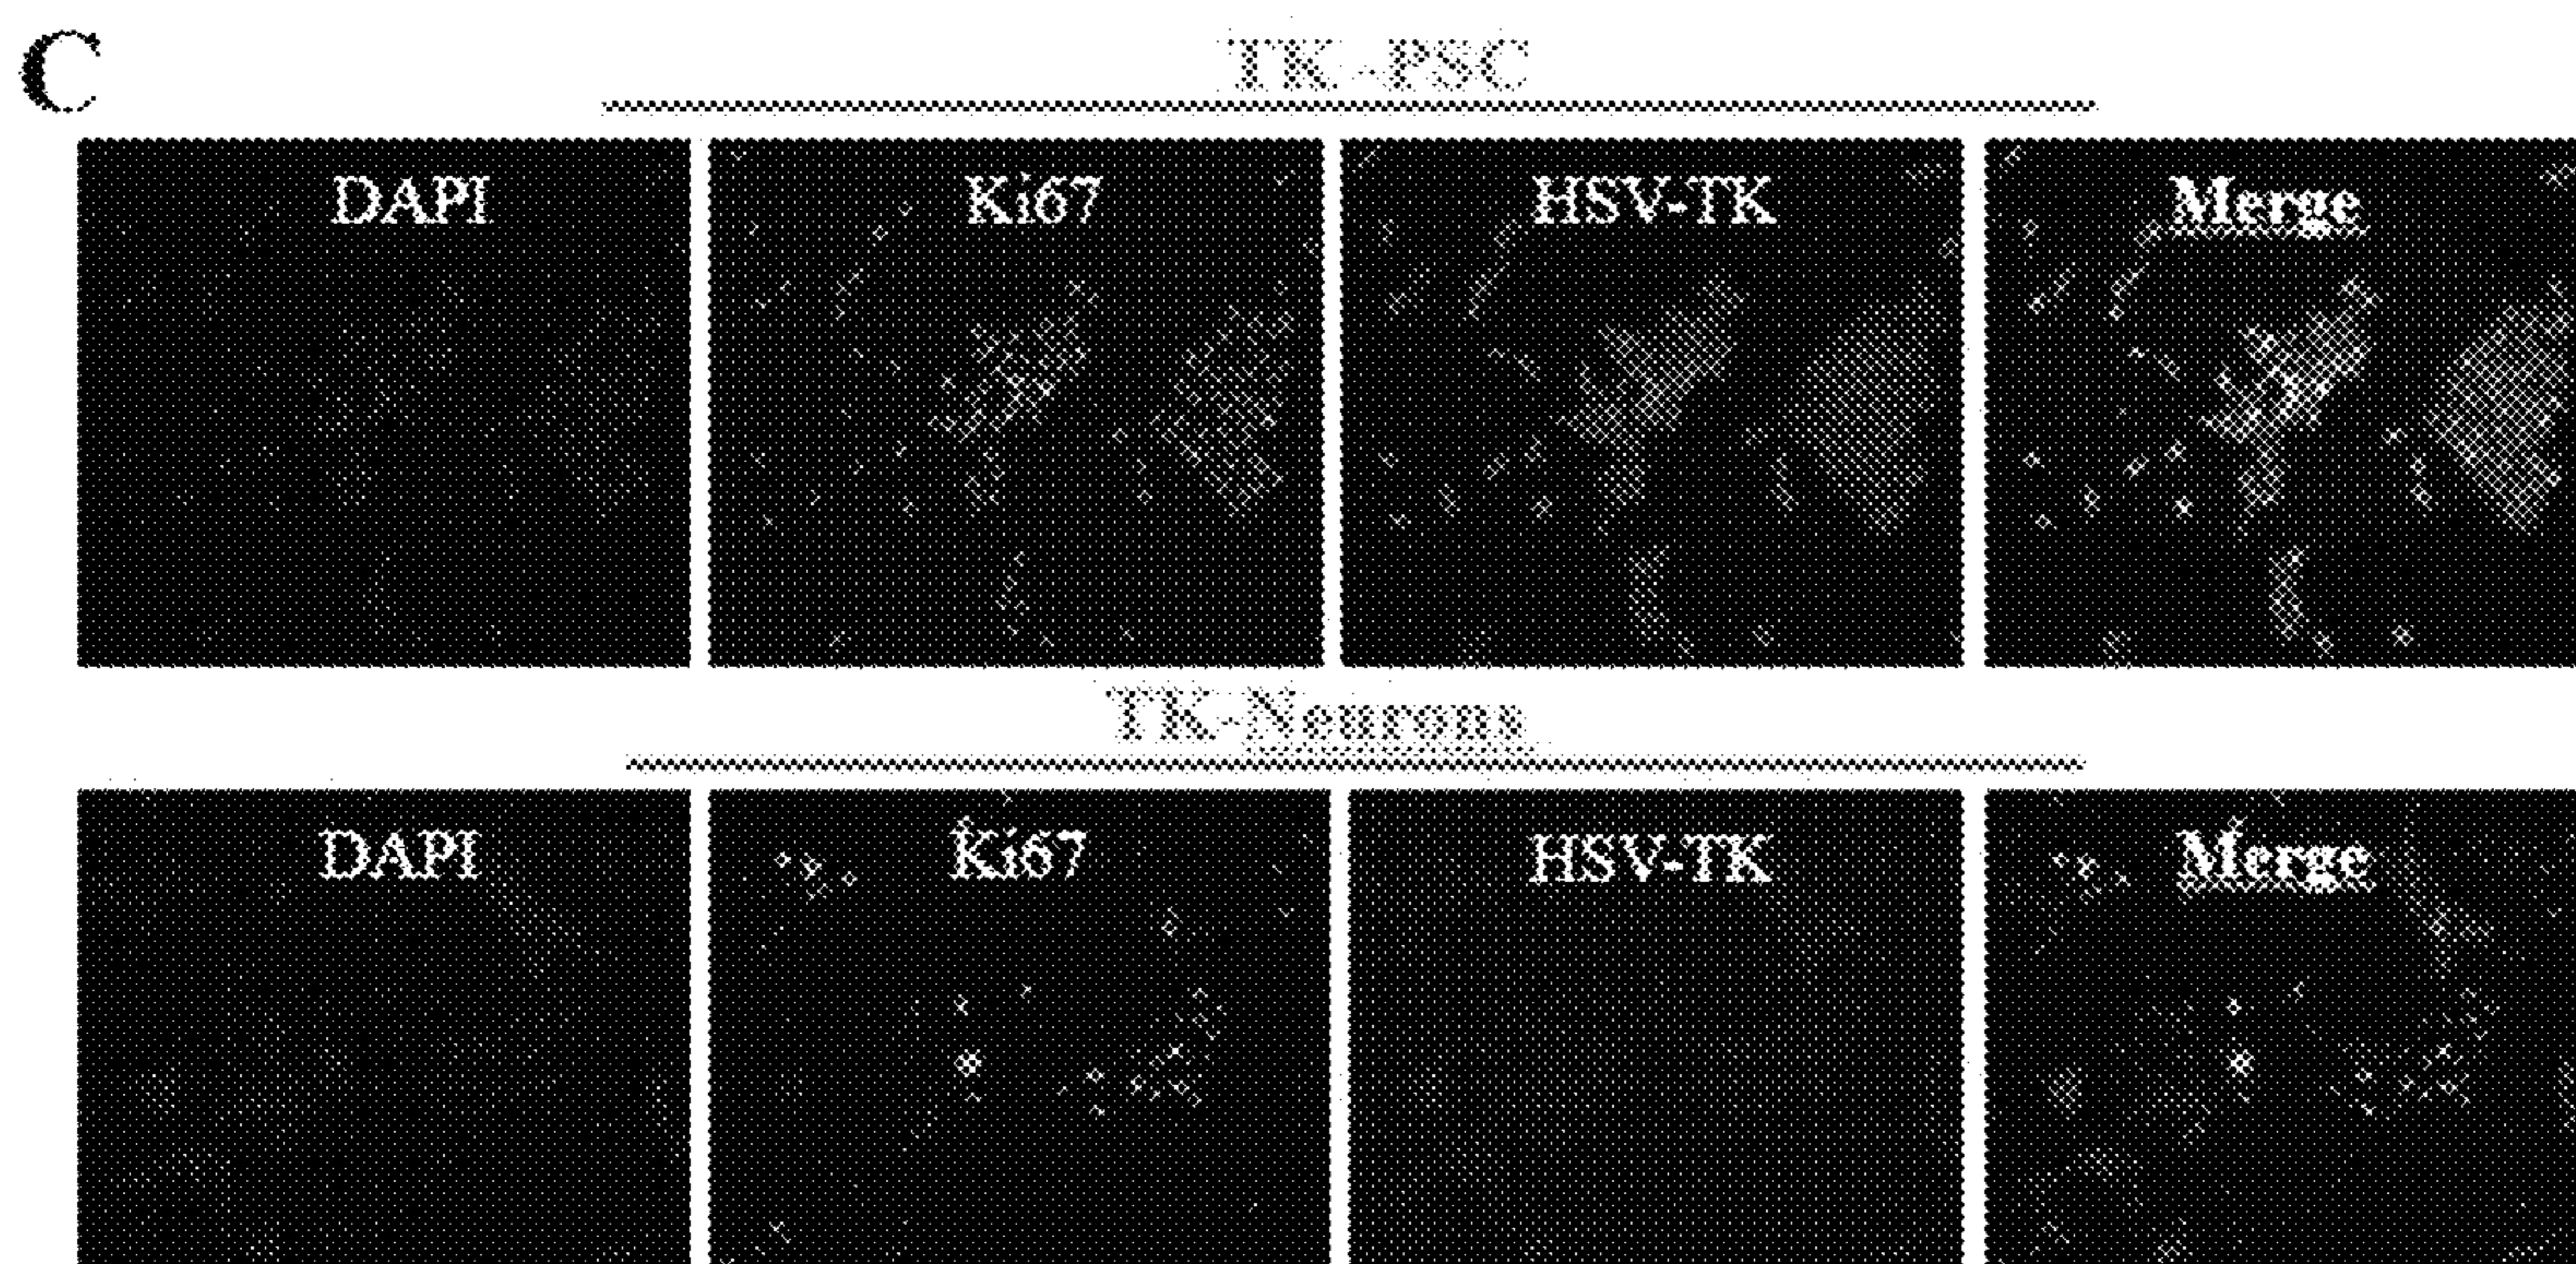 C
TK-PSC
DAPI Ki67 HSV-TK Merge
TK-Neurons
DAPI Ki67 HSV-TK Merge